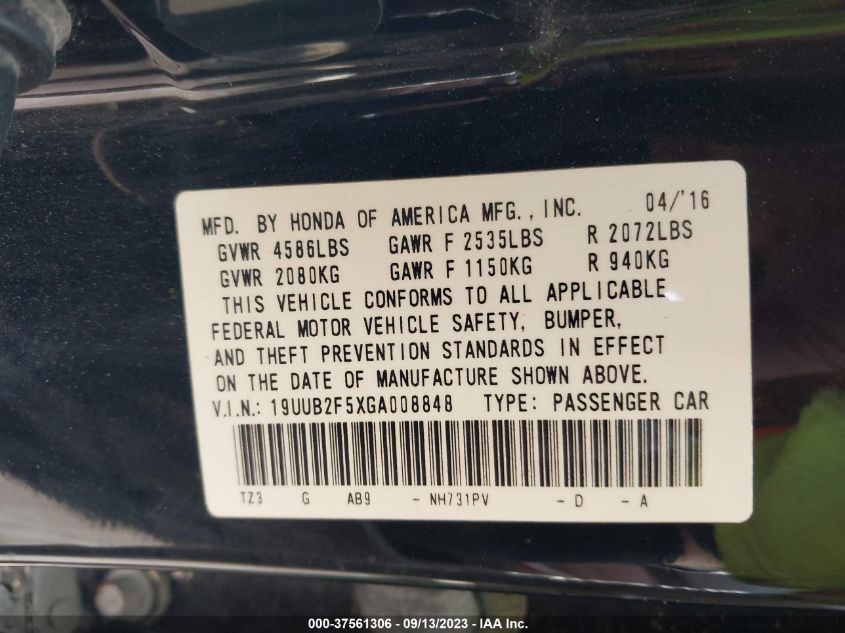 MFD. BY HONDA OF AMERICA MFG., INC. 04/'16
GVWR 4586LBS GAWR F 2535LBS R 2072LBS
GVWR 2080KG GAWR F 1150KG R 940KG
THIS VEHICLE CONFORMS TO ALL APPLICABLE
FEDERAL MOTOR VEHICLE SAFETY, BUMPER,
AND THEFT PREVENTION STANDARDS IN EFFECT
ON THE DATE OF MANUFACTURE SHOWN ABOVE.
V.I.N.: 19UUB2F5XGA008848 TYPE: PASSENGER CAR
TZ3 G AB9 - NH731PV - D - A
000-37561306 - 09/13/2023 - IAA Inc.